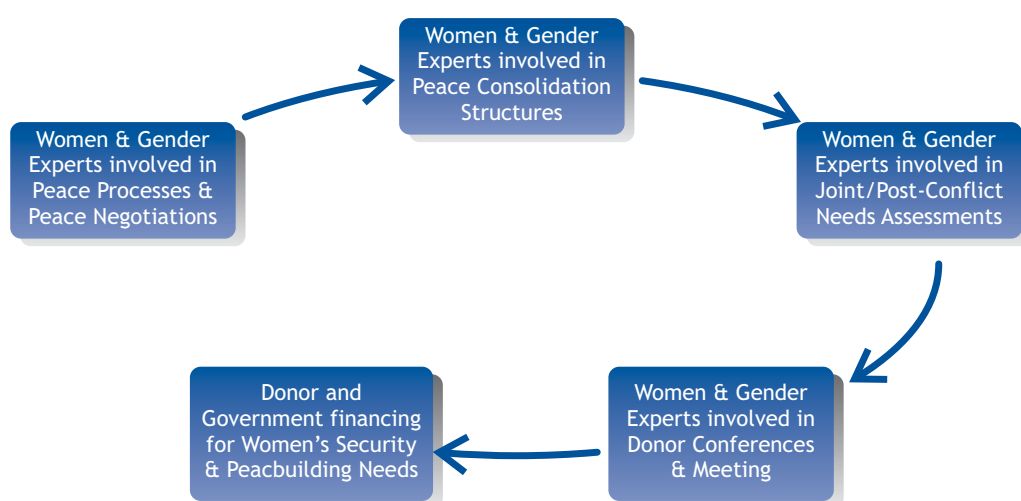 Women & Gender
Experts involved in
Peace Processes &
Peace Negotiations
Women & Gender
Experts involved in
Peace Consolidation
Structures
Women & Gender
Experts involved in
Joint/Post-Conflict
Needs Assessments
Women & Gender
Experts involved in
Donor Conferences
& Meeting
Donor and
Government financing
for Women’s Security
& Peacbuilding Needs